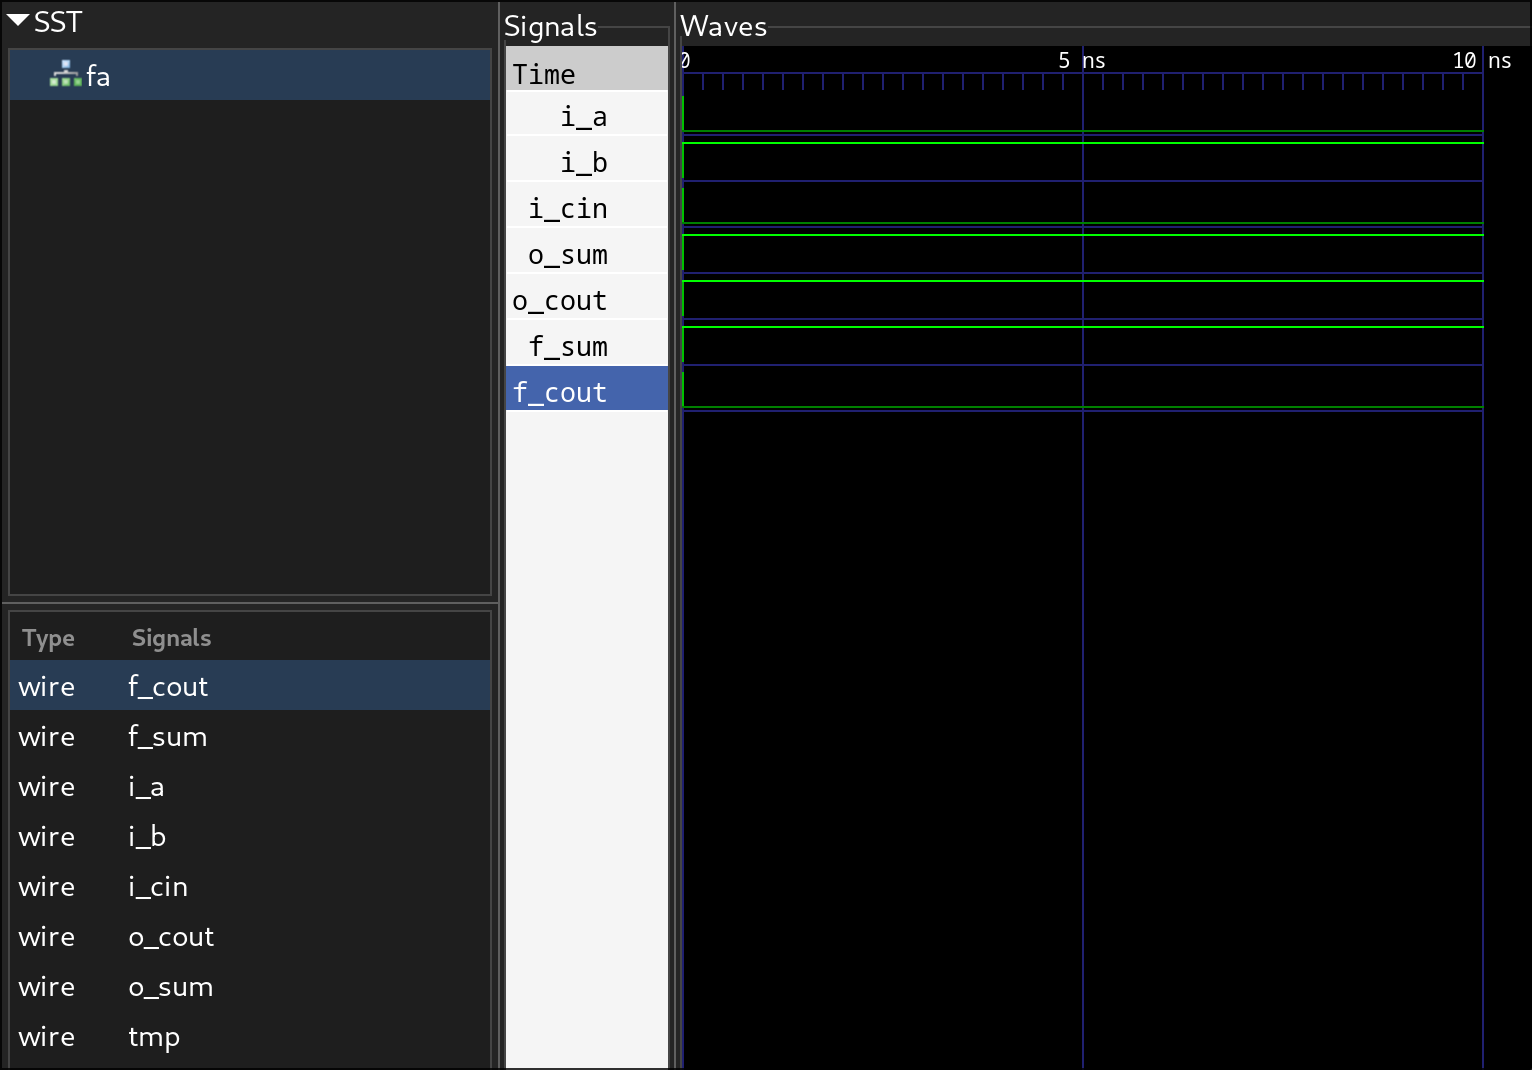 SST
fa
Type Signals
wire f_cout
wire f_sum
wire i_a
wire i_b
wire i_cin
wire o_cout
wire o_sum
wire tmp
Signals
Time
i_a
i_b
i_cin
o_sum
o_cout
f_sum
f_cout
Waves
0 5 ns 10 ns